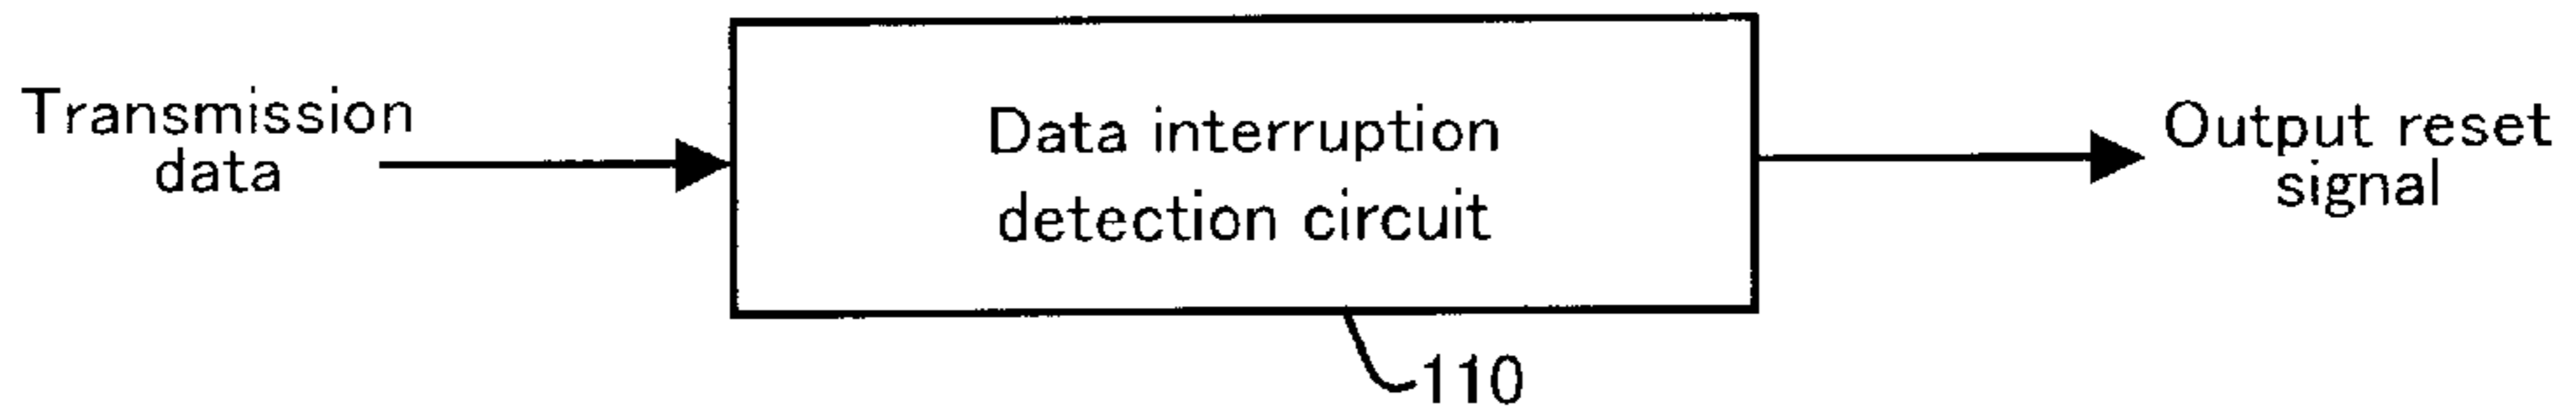 Transmission
data
Data interruption
detection circuit
Output reset
signal
110